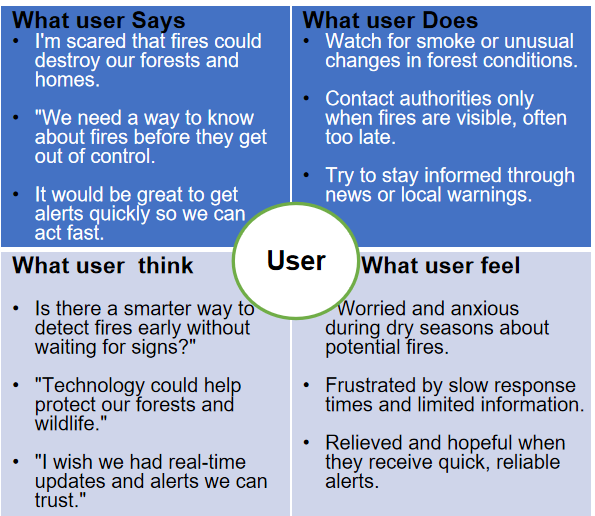 What user Says
• I'm scared that fires could
destroy our forests and
homes.
• "We need a way to know
about fires before they get
out of control.
• It would be great to get
alerts quickly so we can
act fast.
What user Does
• Watch for smoke or unusual
changes in forest conditions.
• Contact authorities only
when fires are visible, often
too late.
• Try to stay informed through
news or local warnings.
User
What user  think
• Is there a smarter way to
detect fires early without
waiting for signs?"
• "Technology could help
protect our forests and
wildlife."
• "I wish we had real-time
updates and alerts we can
trust."
What user feel
Worried and anxious
during dry seasons about
potential fires.
• Frustrated by slow response
times and limited information.
• Relieved and hopeful when
they receive quick, reliable
alerts.